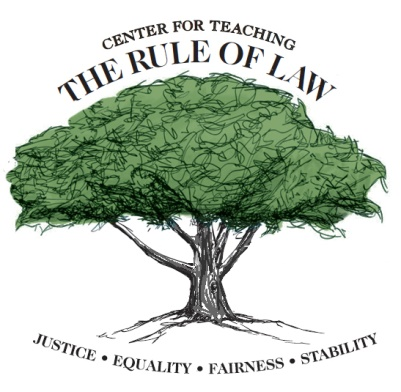 CENTER FOR TEACHING
THE RULE OF LAW
JUSTICE • EQUALITY • FAIRNESS • STABILITY